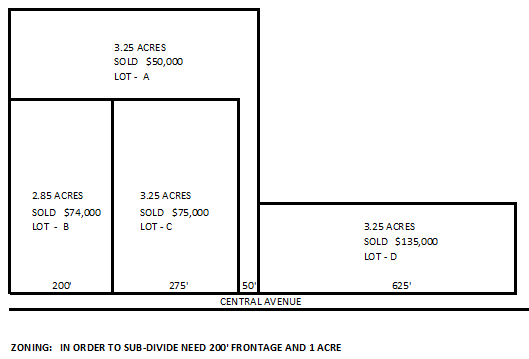 3.25 ACRES
SOLD $50,000
LOT - A
2.85 ACRES
SOLD $74,000
LOT - B
3.25 ACRES
SOLD $75,000
LOT - C
3.25 ACRES
SOLD $135,000
LOT - D
200' 275' 50' 625'
CENTRAL AVENUE
ZONING: IN ORDER TO SUB-DIVIDE NEED 200' FRONTAGE AND 1 ACRE